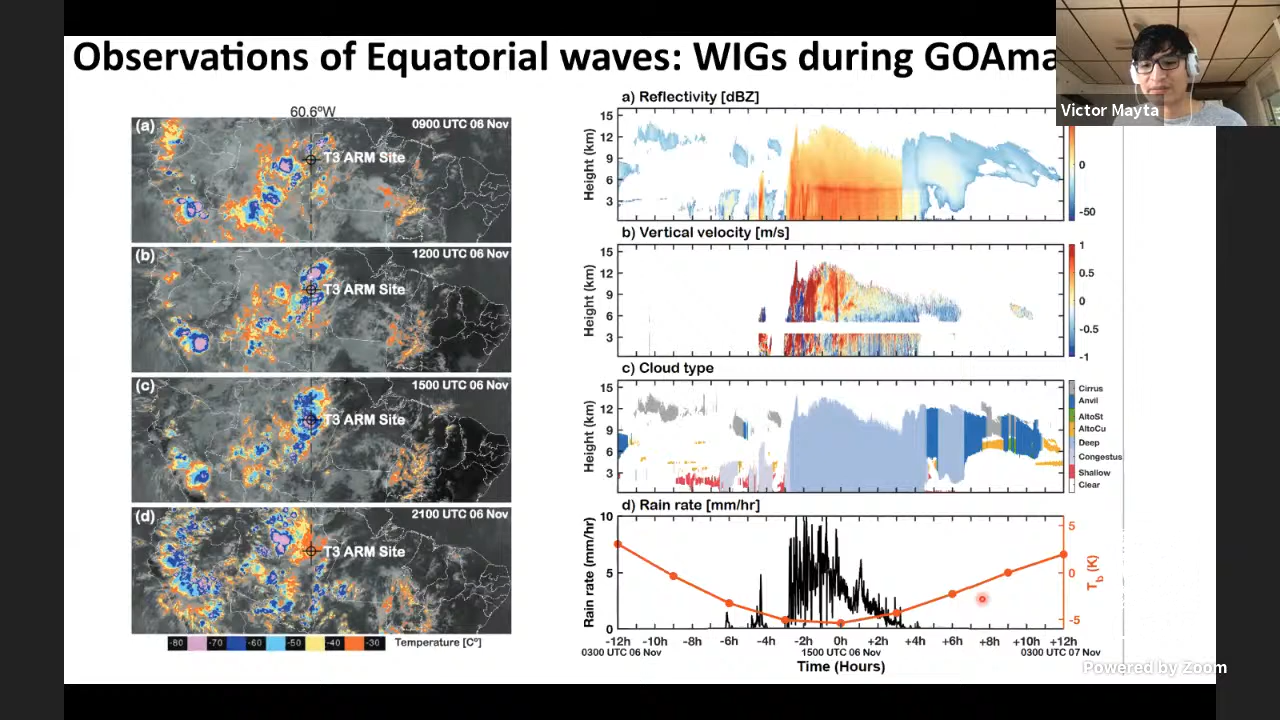 Observations of Equatorial waves: WIGs during GOAma
Victor Mayta
60.6°W
(a)
0900 UTC 06 Nov
T3 ARM Site
(b)
1200 UTC 06 Nov
T3 ARM Site
(c)
1500 UTC 06 Nov
T3 ARM Site
(d)
2100 UTC 06 Nov
T3 ARM Site
-80 -70 -60 -50 -40 -30 Temperature [Cº]
a) Reflectivity [dBZ]
Height (km)
15
12
9
6
3
0
-50
b) Vertical velocity [m/s]
Height (km)
15
12
9
6
3
1
0.5
0
-0.5
-1
c) Cloud type
Height (km)
15
12
9
6
3
Cirrus
Anvil
AltoSt
AltoCu
Deep
Congestus
Shallow
Clear
d) Rain rate [mm/hr]
Rain rate (mm/hr)
10
5
0
5
0
-5
Tb (K)
-12h -10h -8h -6h -4h -2h 0h +2h +4h +6h +8h +10h +12h
0300 UTC 06 Nov 1500 UTC 06 Nov 0300 UTC 07 Nov
Time (Hours)
Powered by Zoom